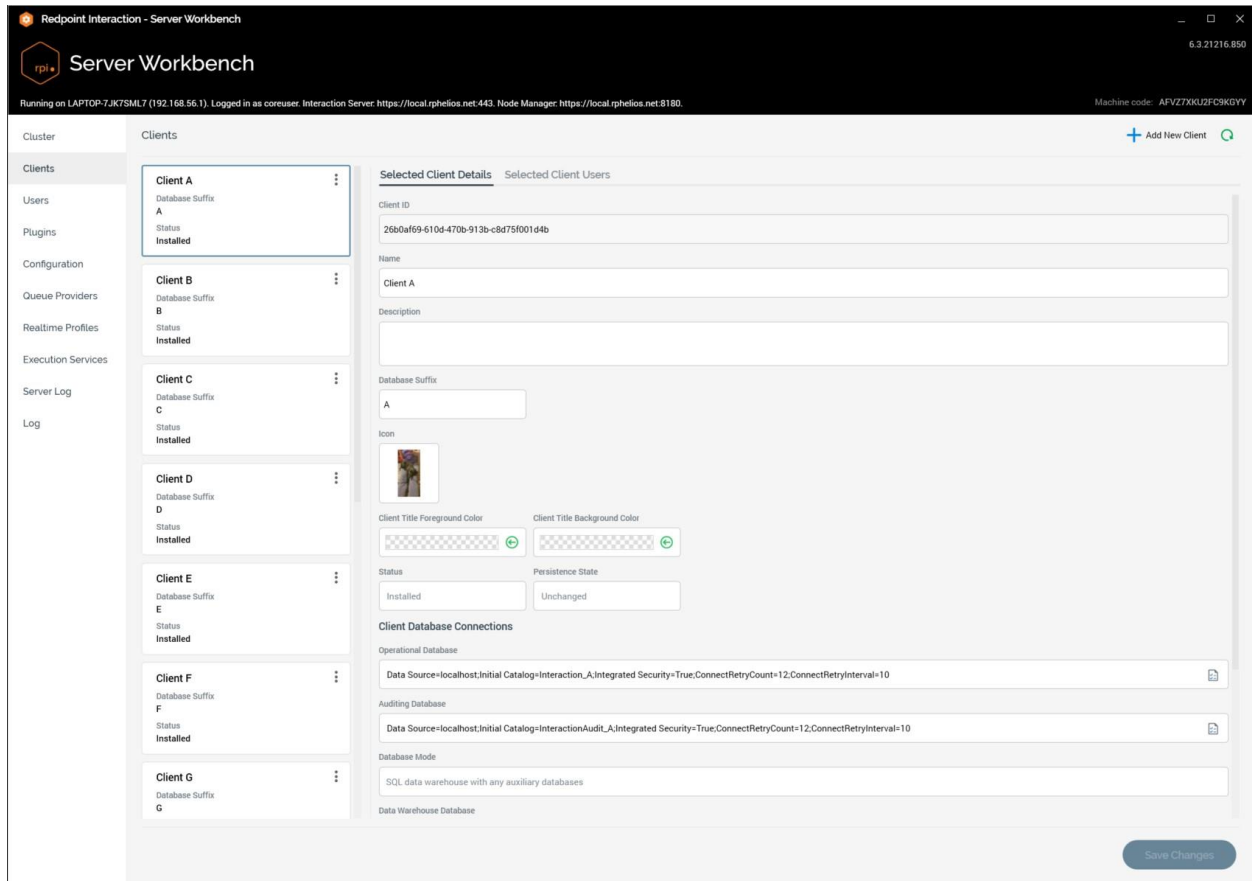 Redpoint Interaction - Server Workbench
6.3.21216.850
rpi
Server Workbench
Running on LAPTOP-7JK7SML7 (192.168.56.1). Logged in as coreuser. Interaction Server: https://local.rphelios.net:443. Node Manager: https://local.rphelios.net:8180.
Machine code: AFVZ7XKU2FC9KGYY
Cluster
Clients
Users
Plugins
Configuration
Queue Providers
Realtime Profiles
Execution Services
Server Log
Log
Clients
Add New Client
Client A
Database Suffix
A
Status
Installed
Client B
Database Suffix
B
Status
Installed
Client C
Database Suffix
C
Status
Installed
Client D
Database Suffix
D
Status
Installed
Client E
Database Suffix
E
Status
Installed
Client F
Database Suffix
F
Status
Installed
Client G
Database Suffix
G
Selected Client Details Selected Client Users
Client ID
26b0af69-610d-470b-913b-c8d75f001d4b
Name
Client A
Description
Database Suffix
A
Icon
Client Title Foreground Color Client Title Background Color
Status Persistence State
Installed Unchanged
Client Database Connections
Operational Database
Data Source=localhost;Initial Catalog=Interaction_A;Integrated Security=True;ConnectRetryCount=12;ConnectRetryInterval=10
Auditing Database
Data Source=localhost;Initial Catalog=InteractionAudit_A;Integrated Security=True;ConnectRetryCount=12;ConnectRetryInterval=10
Database Mode
SQL data warehouse with any auxiliary databases
Data Warehouse Database
Save Changes